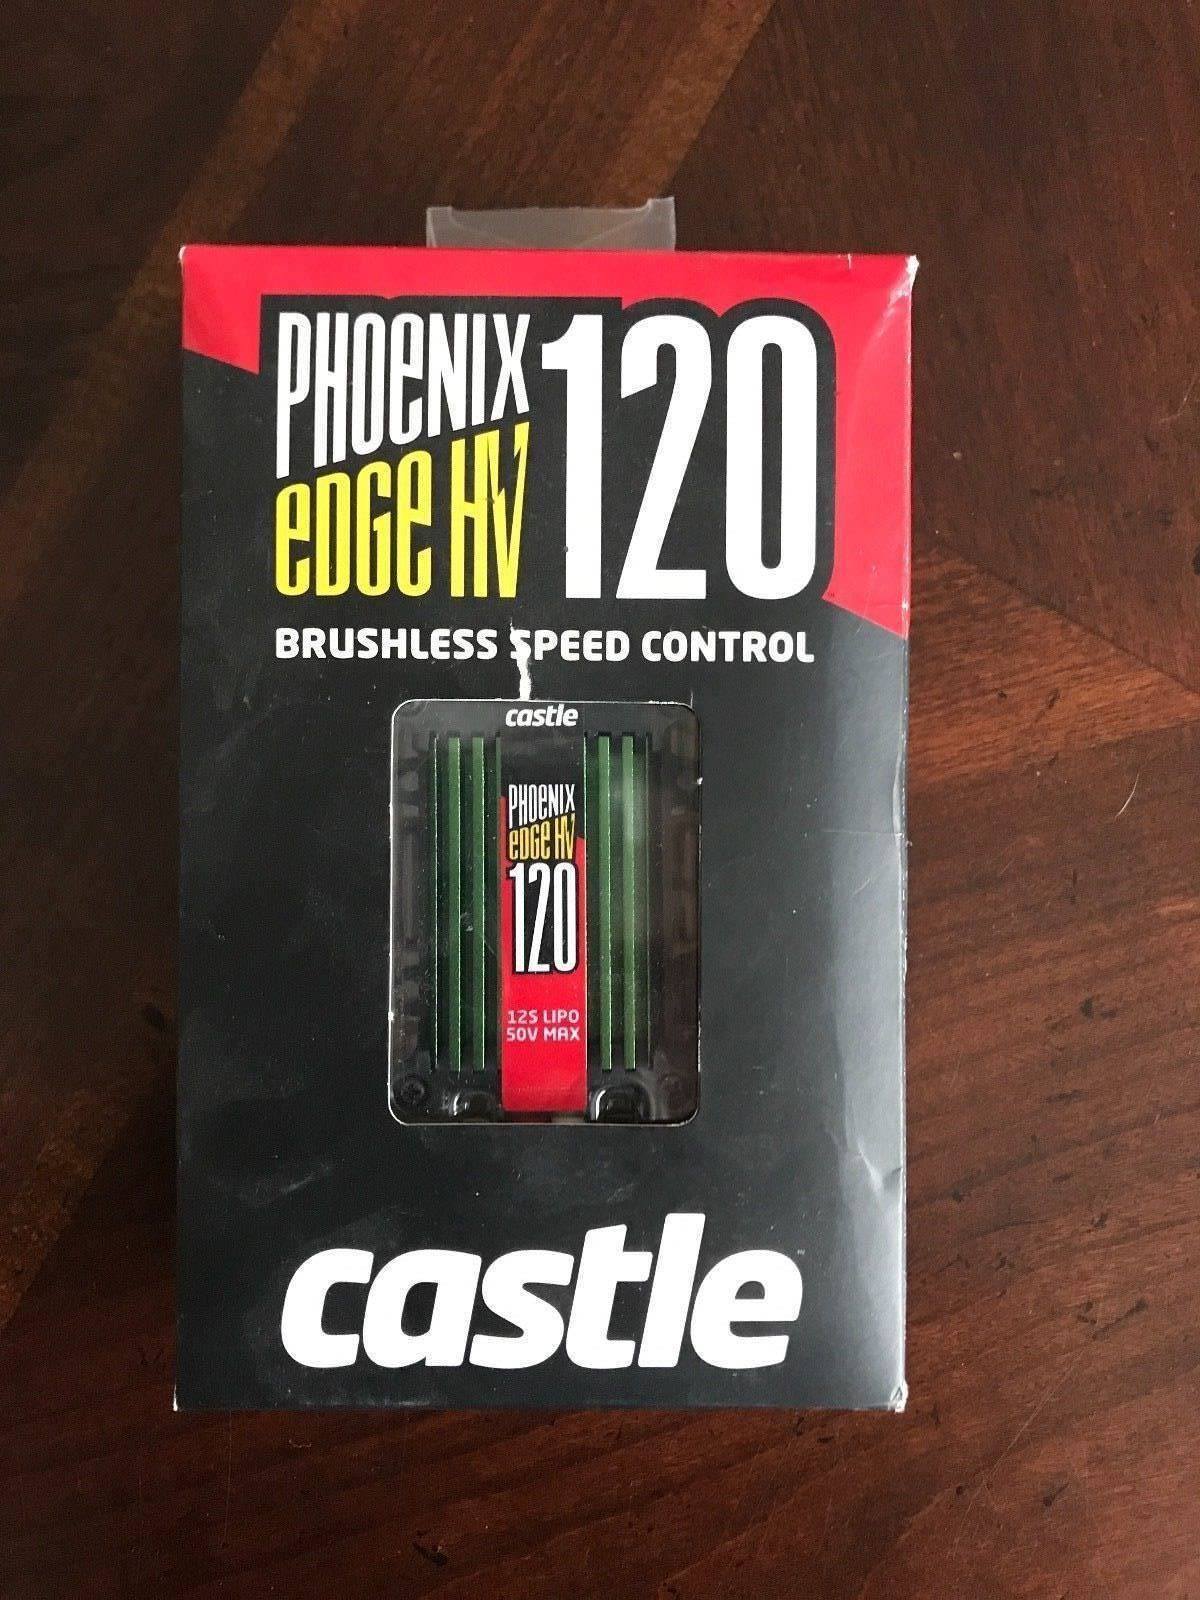 PHOENIX 120
EDGE HV
BRUSHLESS SPEED CONTROL
castle
PHOENIX
EDGE HV
120
12S LIPO
50V MAX
castle